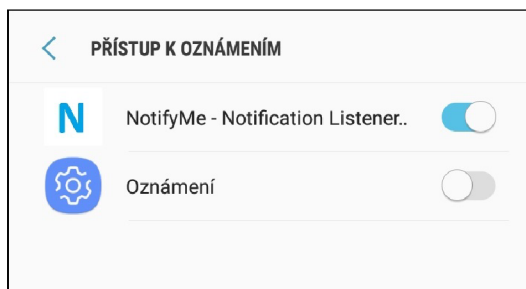 PŘÍSTUP K OZNÁMENÍM
N
NotifyMe - Notification Listener..
Oznámení